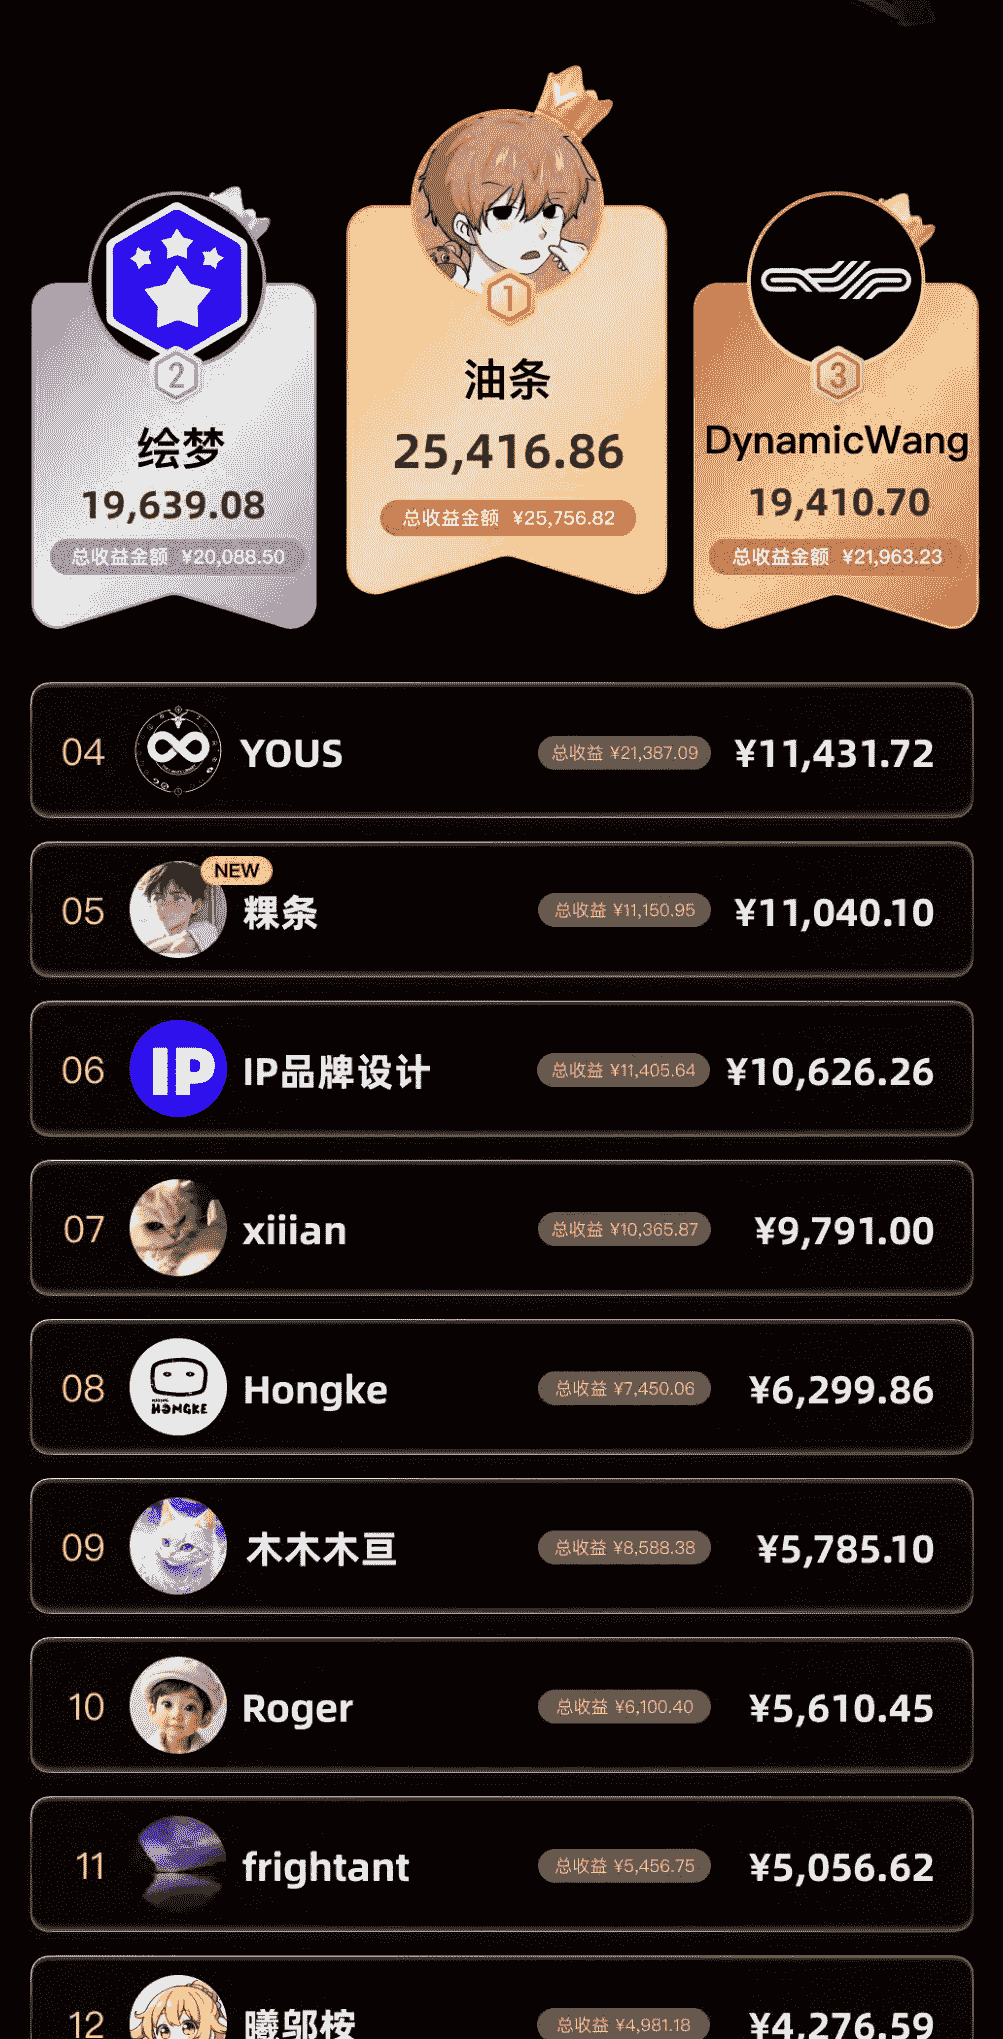 1
油条
25,416.86
总收益金额 ¥25,756.82
2
绘梦
19,639.08
总收益金额 ¥20,088.50
3
DynamicWang
19,410.70
总收益金额 ¥21,963.23
04 YOUS 总收益 ¥21,387.09 ¥11,431.72
NEW
05 粿条 总收益 ¥11,150.95 ¥11,040.10
06 IP IP品牌设计 总收益 ¥11,405.64 ¥10,626.26
07 xiiian 总收益 ¥10,365.87 ¥9,791.00
08 HONGKE Hongke 总收益 ¥7,450.06 ¥6,299.86
09 木木木亘 总收益 ¥8,588.38 ¥5,785.10
10 Roger 总收益 ¥6,100.40 ¥5,610.45
11 frightant 总收益 ¥5,456.75 ¥5,056.62
12 曦邬桉 总收益 ¥4,981.18 ¥4,276.59